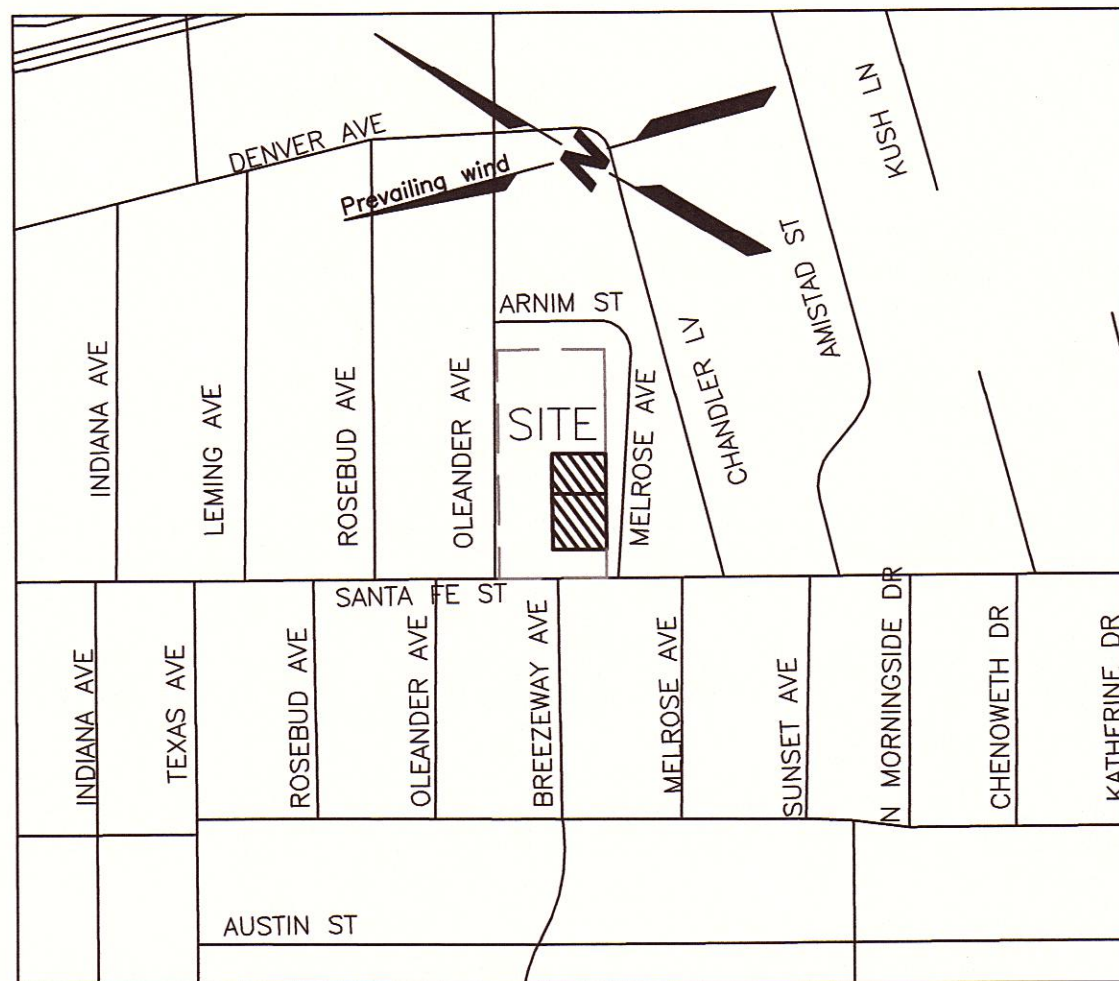 KUSH LN
DENVER AVE
Prevailing wind
N
AMISTAD ST
ARNIM ST
CHANDLER LV
INDIANA AVE
LEMING AVE
ROSEBUD AVE
OLEANDER AVE
SITE
MELROSE AVE
SANTA FE ST
INDIANA AVE
TEXAS AVE
ROSEBUD AVE
OLEANDER AVE
BREEZEWAY AVE
MELROSE AVE
SUNSET AVE
N MORNINGSIDE DR
CHENOWETH DR
KATHERINE DR
AUSTIN ST